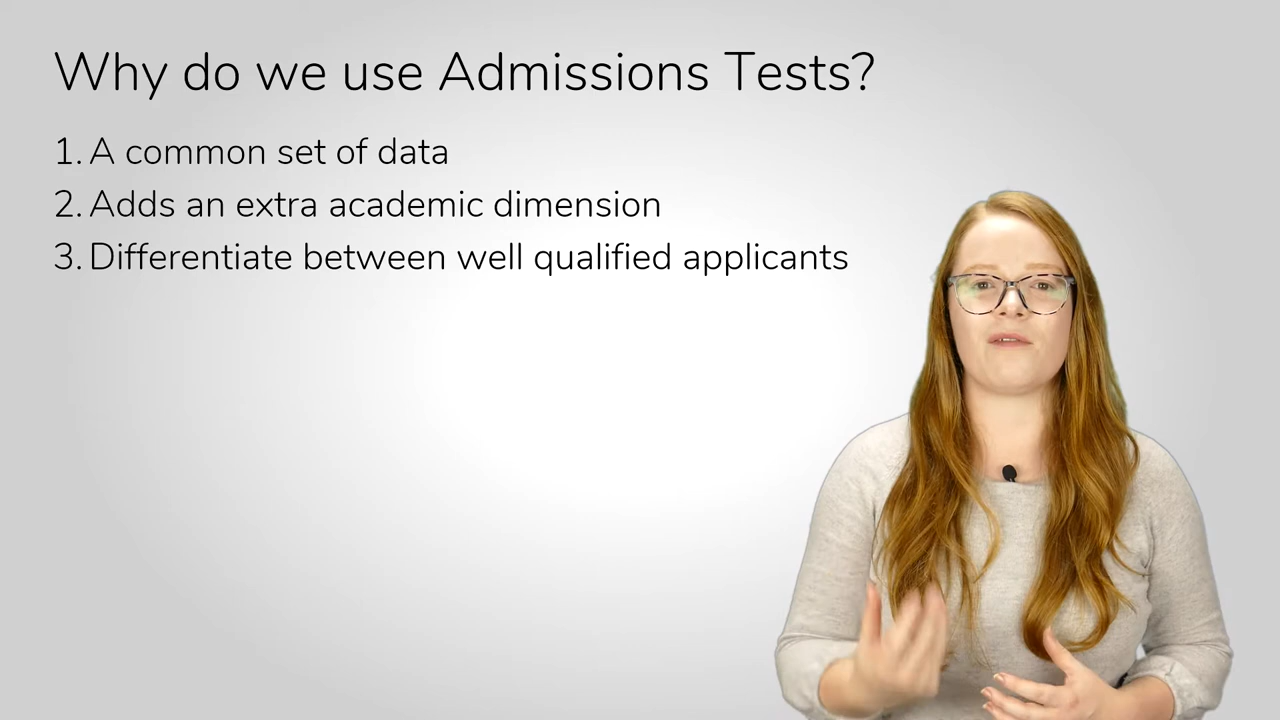 Why do we use Admissions Tests?
1. A common set of data
2. Adds an extra academic dimension
3. Differentiate between well qualified applicants